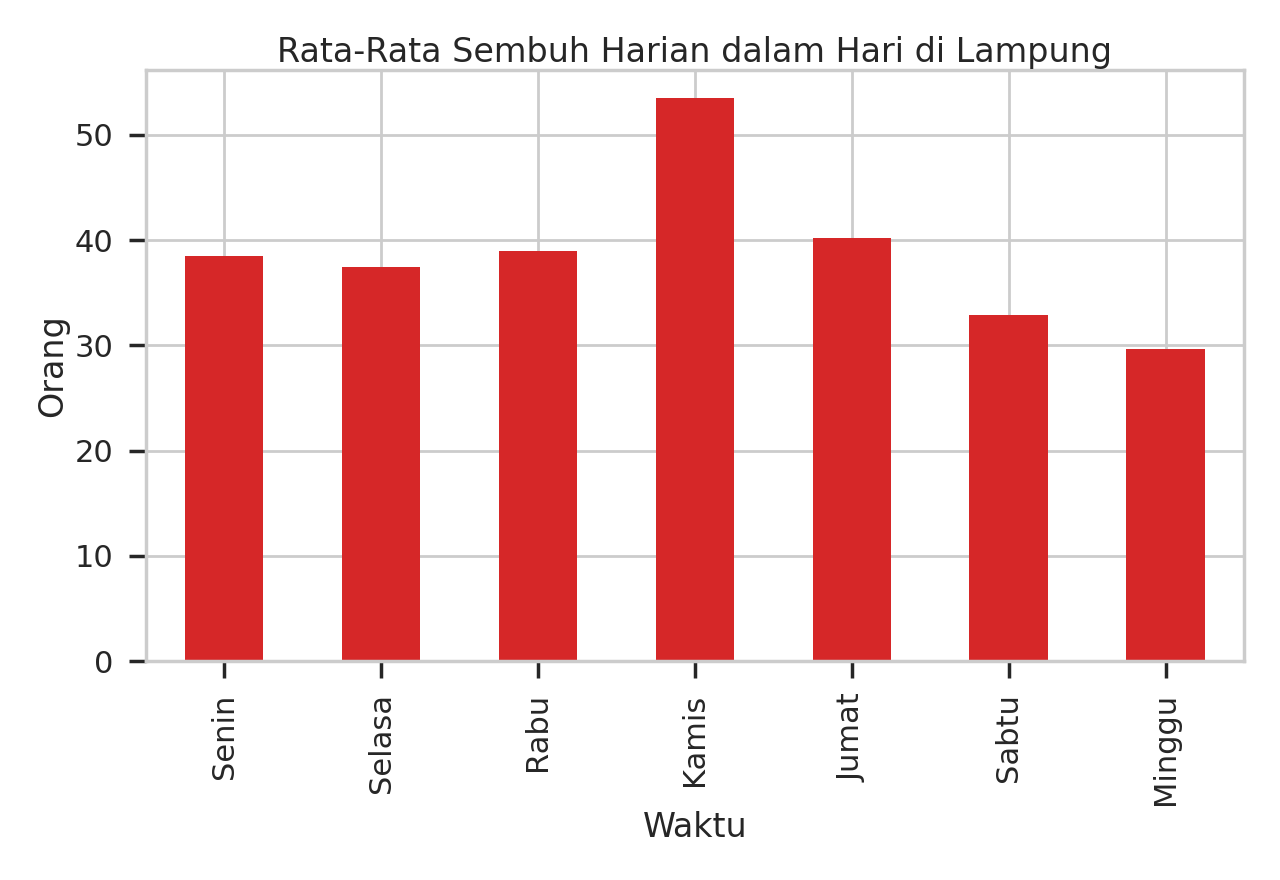 Rata-Rata Sembuh Harian dalam Hari di Lampung
Orang
50
40
30
20
10
0
Senin
Selasa
Rabu
Kamis
Jumat
Sabtu
Minggu
Waktu